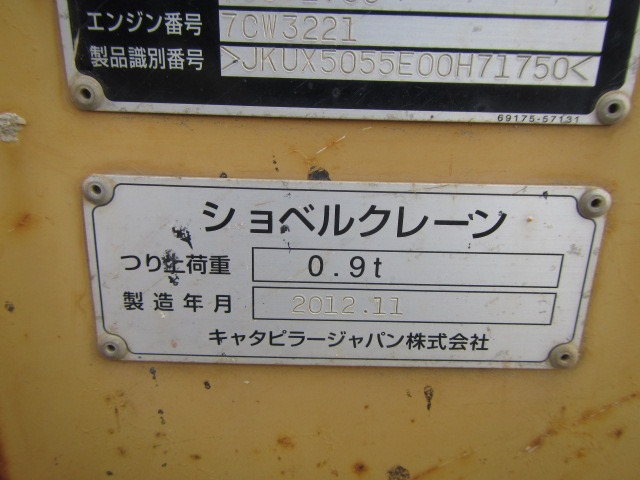 エンジン番号 7CW3221
製品識別番号 >JKUX5055E00H71750<
69175-57131
ショベルクレーン
つり上荷重 0.9t
製造年月 2012.11
キャタピラージャパン株式会社